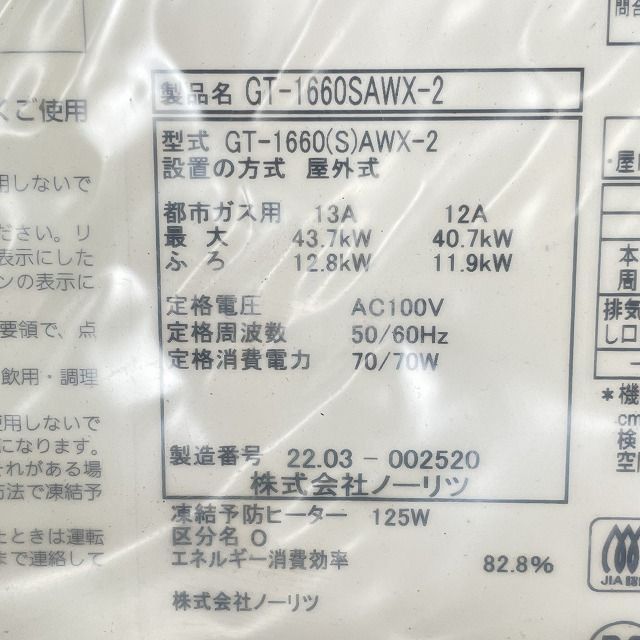 問合
くご使用
用しないで
ださい。リ
表示にした
ンの表示に
要領で、点
飲用・調理
使用しないで
になります。
それがある場
方法で凍結予
たときは運転
まで連絡して
製品名 GT-1660SAWX-2
型式 GT-1660(S)AWX-2
設置の方式 屋外式
都市ガス用 13A 12A
最 大 43.7kW 40.7kW
ふ ろ 12.8kW 11.9kW
定格電圧 AC100V
定格周波数 50/60Hz
定格消費電力 70/70W
製造番号 22.03-002520
株式会社ノーリツ
凍結予防ヒーター 125W
区分名 O
エネルギー消費効率 82.8%
株式会社ノーリツ
・屋
本
周
排気
し口
*機
cm
検
空
JIA